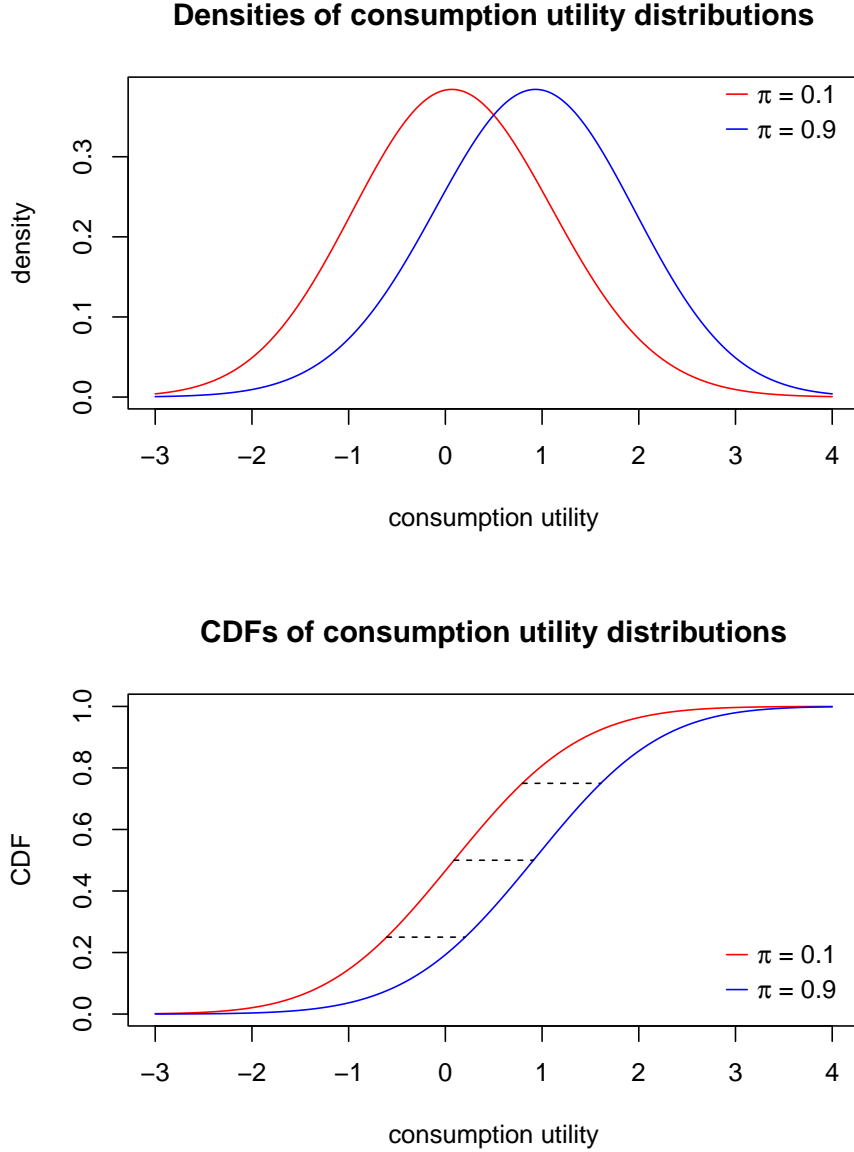 Densities of consumption utility distributions
π = 0.1
π = 0.9
density
0.0
0.1
0.2
0.3
−3
−2
−1
0
1
2
3
4
consumption utility
CDFs of consumption utility distributions
CDF
0.0
0.2
0.4
0.6
0.8
1.0
π = 0.1
π = 0.9
−3
−2
−1
0
1
2
3
4
consumption utility